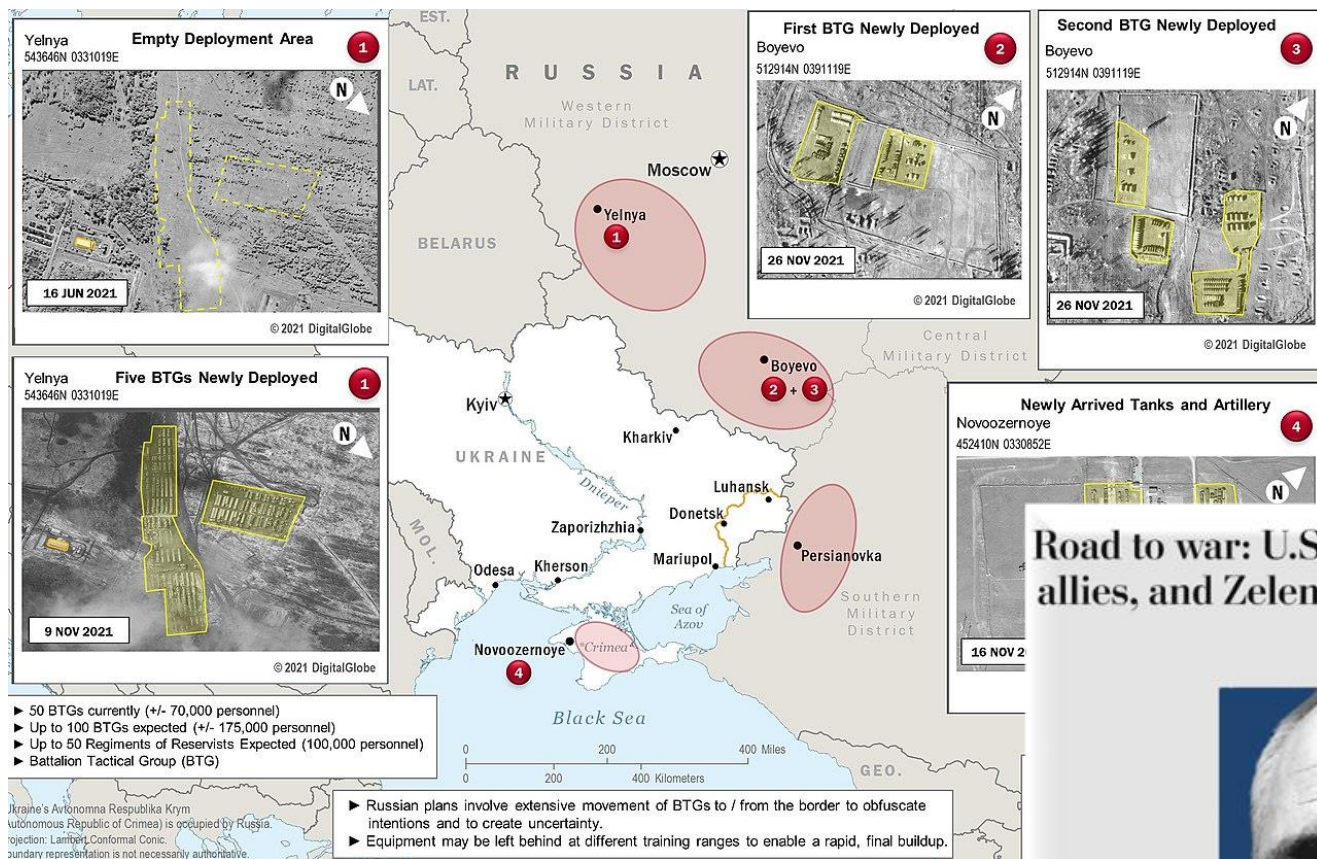 Yelnya
Empty Deployment Area
1
543646N 0331019E
N
16 JUN 2021
© 2021 DigitalGlobe
Yelnya
Five BTGs Newly Deployed
1
543646N 0331019E
N
9 NOV 2021
© 2021 DigitalGlobe
First BTG Newly Deployed
2
Boyevo
512914N 0391119E
N
26 NOV 2021
© 2021 DigitalGlobe
Second BTG Newly Deployed
3
Boyevo
512914N 0391119E
N
26 NOV 2021
© 2021 DigitalGlobe
Newly Arrived Tanks and Artillery
4
Novoozernoye
452410N 0330852E
N
16 NOV 2
EST.
LAT.
RUSSIA
Western
Military District
Moscow
Yelnya
1
BELARUS
Central
Military District
Boyevo
2 + 3
Kyiv
Kharkiv
UKRAINE
Dnieper
Luhansk
Donetsk
Zaporizhzhia
Persianovka
MOL.
Odesa
Kherson
Mariupol
Southern
Military
District
Sea of
Azov
Novoozernoye
*Crimea
4
Black Sea
0 200 400 Miles
0 200 400 Kilometers
GEO.
► 50 BTGs currently (+/- 70,000 personnel)
► Up to 100 BTGs expected (+/- 175,000 personnel)
► Up to 50 Regiments of Reservists Expected (100,000 personnel)
► Battalion Tactical Group (BTG)
Ukraine's Avtonomna Respublika Krym
Autonomous Republic of Crimea) is occupied by Russia.
rojection: Lambert Conformal Conic.
oundary representation is not necessarily authoritative.
► Russian plans involve extensive movement of BTGs to / from the border to obfuscate
intentions and to create uncertainty.
► Equipment may be left behind at different training ranges to enable a rapid, final buildup.
Road to war: U.S
allies, and Zelen